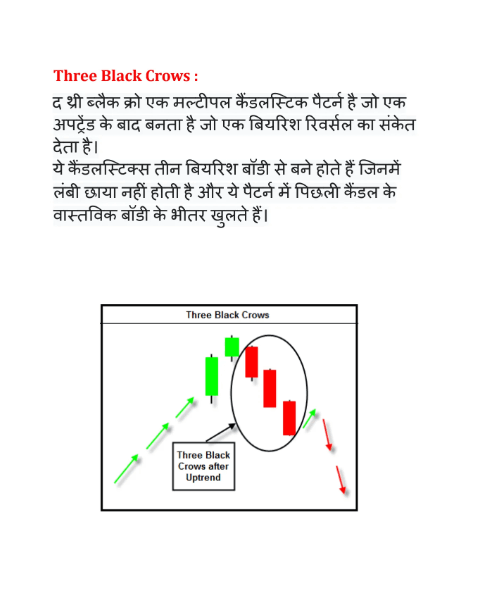 Three Black Crows :
द थ्री ब्लैक क्रो एक मल्टीपल कैंडलस्टिक पैटर्न है जो एक
अपट्रेंड के बाद बनता है जो एक बियरिश रिवर्सल का संकेत
देता है।
ये कैंडलस्टिक्स तीन बियरिश बॉडी से बने होते हैं जिनमें
लंबी छाया नहीं होती है और ये पैटर्न में पिछली कैंडल के
वास्तविक बॉडी के भीतर खुलते हैं।
Three Black Crows
Three Black
Crows after
Uptrend